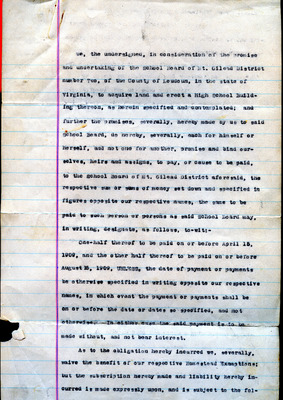 We, the undersigned, in consideration of the promise
and undertaking of the School Board of Mt. Gilead District
number Two, of the County of Loudoun, in the State of
Virginia, to acquire land and erect a High School Build-
ing thereon, as herein specified and contemplated; and
further the promises, severally, hereby made by us to said
School Board, do hereby, severally, each for himself or
herself, and not one for another, promise and bind our-
selves, heirs and assigns, to pay, or cause to be paid,
to the School Board of Mt. Gilead District aforesaid, the
respective sum or sums of money set down and specified in
figures opposite our respective names, the same to be
paid to such person or persons as said School Board may,
in writing, designate, as follows, to-wit:-
One-half thereof to be paid on or before April 15,
1909, and the other half thereof to be paid on or before
August 15, 1909, UNLESS, the date of payment or payments
be otherwise specified in writing opposite our respective
names, in which event the payment or payments shall be
on or before the date or dates so specified, and not
otherwise. In either case the said payment is to be
made without, and not bear interest.
As to the obligation hereby incurred we, severally,
waive the benefit of our respective Homestead Exemptions;
but the subscription hereby made and liability hereby in-
curred is made expressly upon, and is subject to the fol-